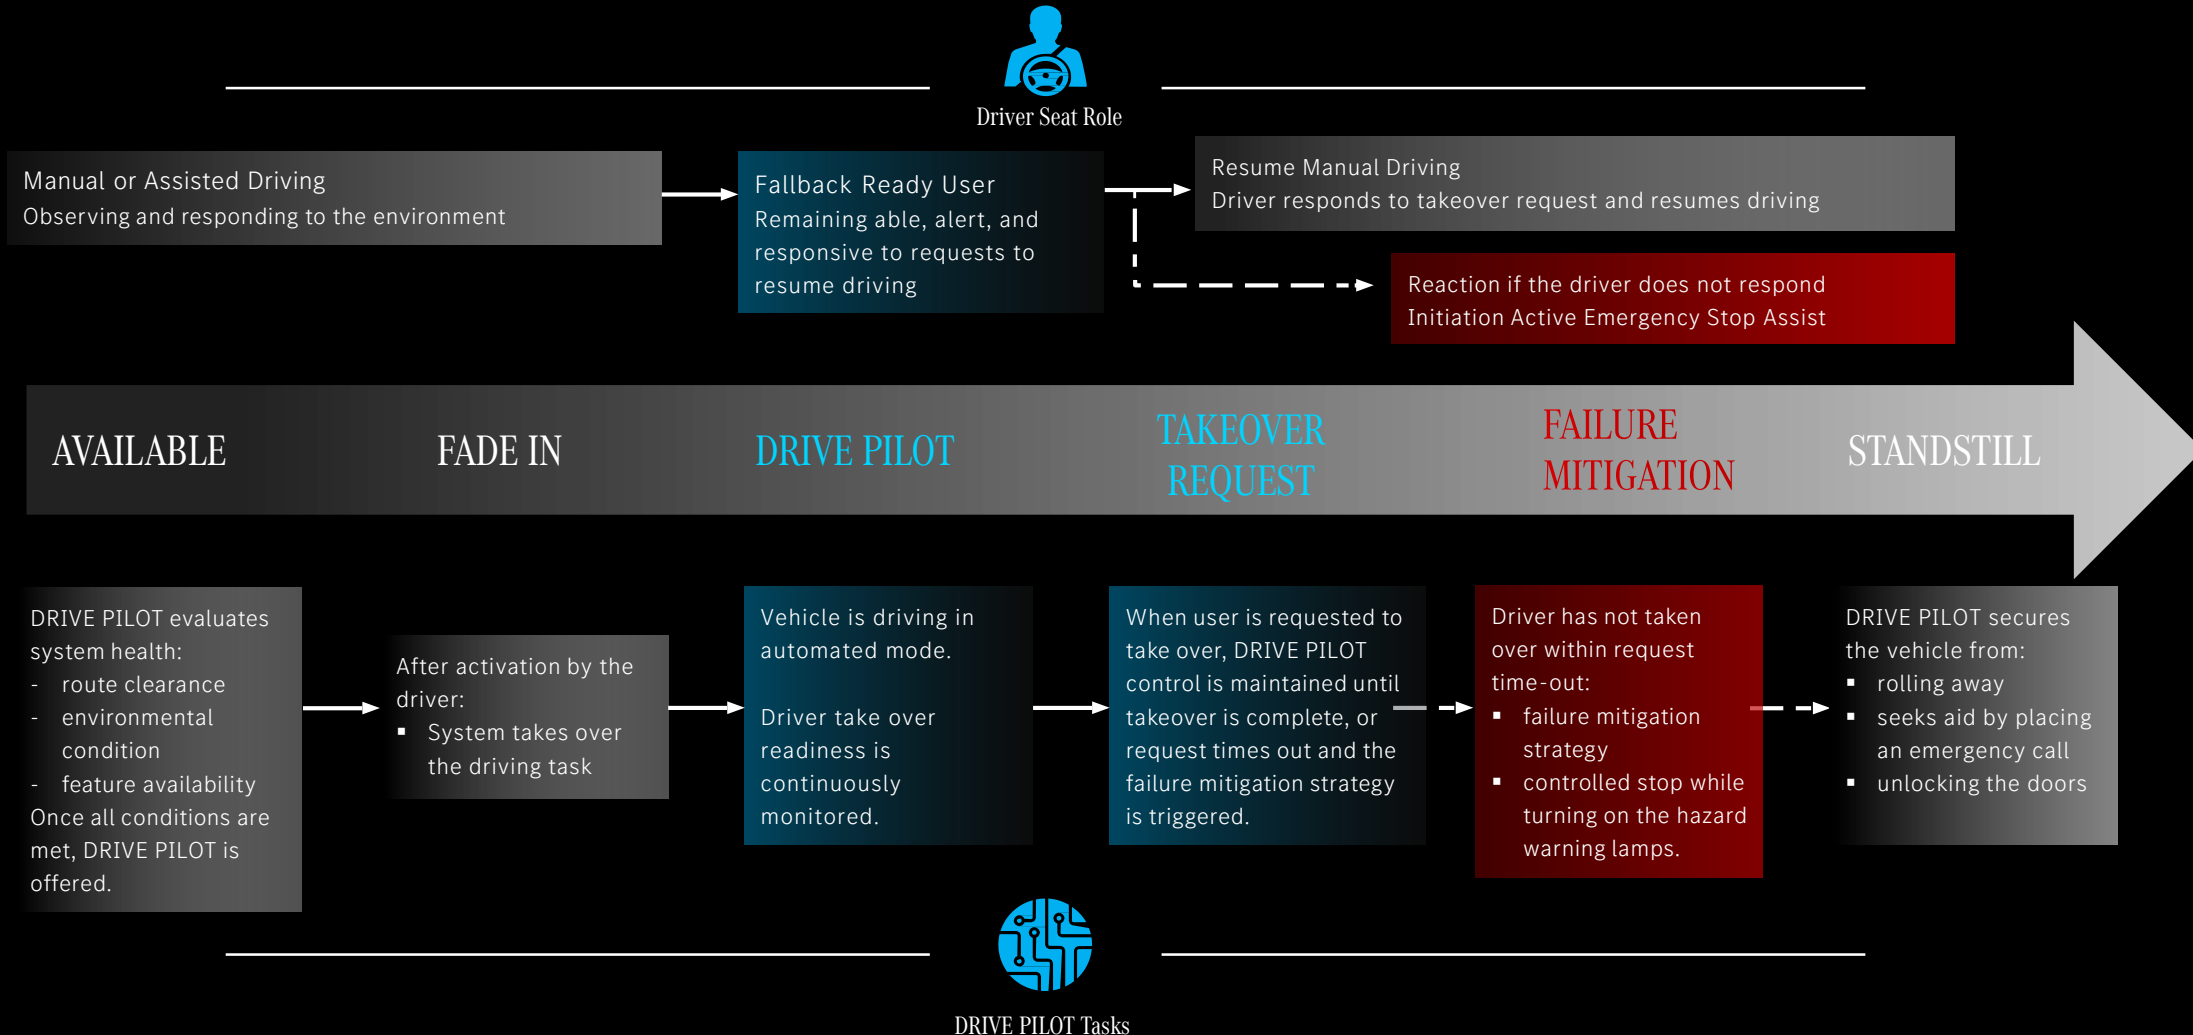 Driver Seat Role
Manual or Assisted Driving
Observing and responding to the environment
Fallback Ready User
Remaining able, alert, and
responsive to requests to
resume driving
Resume Manual Driving
Driver responds to takeover request and resumes driving
Reaction if the driver does not respond
Initiation Active Emergency Stop Assist
AVAILABLE
FADE IN
DRIVE PILOT
TAKEOVER
REQUEST
FAILURE
MITIGATION
STANDSTILL
DRIVE PILOT evaluates
system health:
- route clearance
- environmental
condition
- feature availability
Once all conditions are
met, DRIVE PILOT is
offered.
After activation by the
driver:
▪ System takes over
the driving task
Vehicle is driving in
automated mode.
Driver take over
readiness is
continuously
monitored.
When user is requested to
take over, DRIVE PILOT
control is maintained until
takeover is complete, or
request times out and the
failure mitigation strategy
is triggered.
Driver has not taken
over within request
time-out:
▪ failure mitigation
strategy
▪ controlled stop while
turning on the hazard
warning lamps.
DRIVE PILOT secures
the vehicle from:
▪ rolling away
▪ seeks aid by placing
an emergency call
▪ unlocking the doors
DRIVE PILOT Tasks